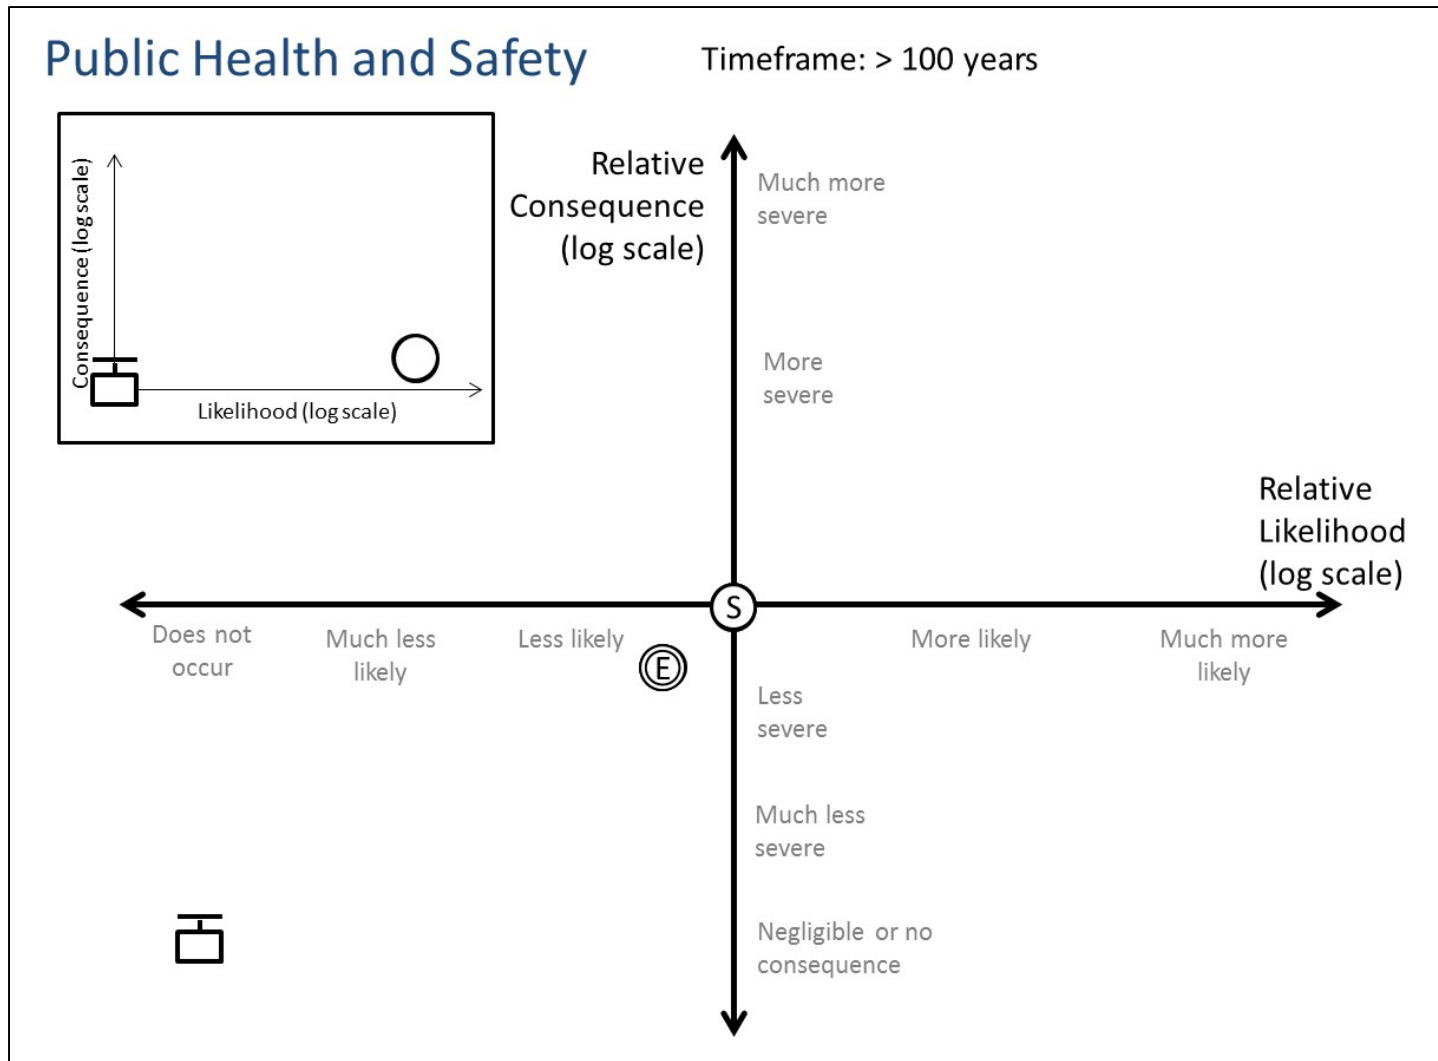 Public Health and Safety
Timeframe: > 100 years
Consequence (log scale)
Likelihood (log scale)
Relative
Consequence
(log scale)
Much more
severe
More
severe
Relative
Likelihood
(log scale)
S
Does not
occur
Much less
likely
Less likely
E
More likely
Much more
likely
Less
severe
Much less
severe
Negligible or no
consequence